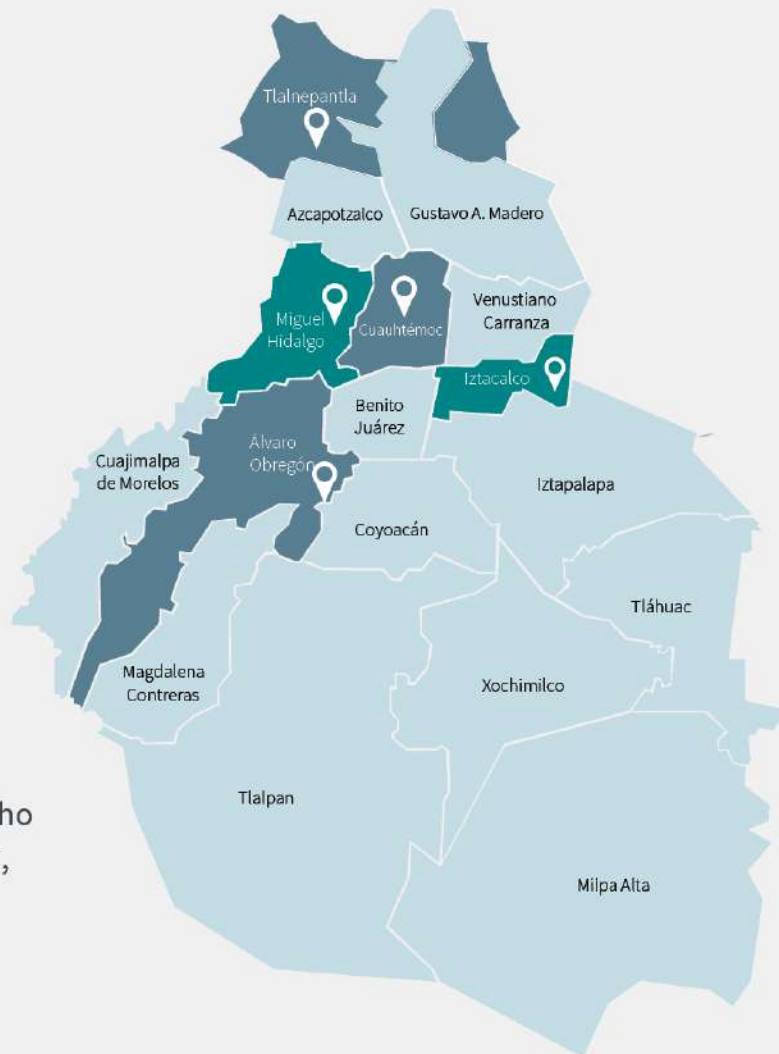 Tlalnepantla
Azcapotzalco
Gustavo A. Madero
Miguel
Hidalgo
Cuauhtémoc
Venustiano
Carranza
Iztacalco
Benito
Juárez
Álvaro
Obregón
Cuajimalpa
de Morelos
Iztapalapa
Coyoacán
Tláhuac
Magdalena
Contreras
Xochimilco
Tlalpan
Milpa Alta